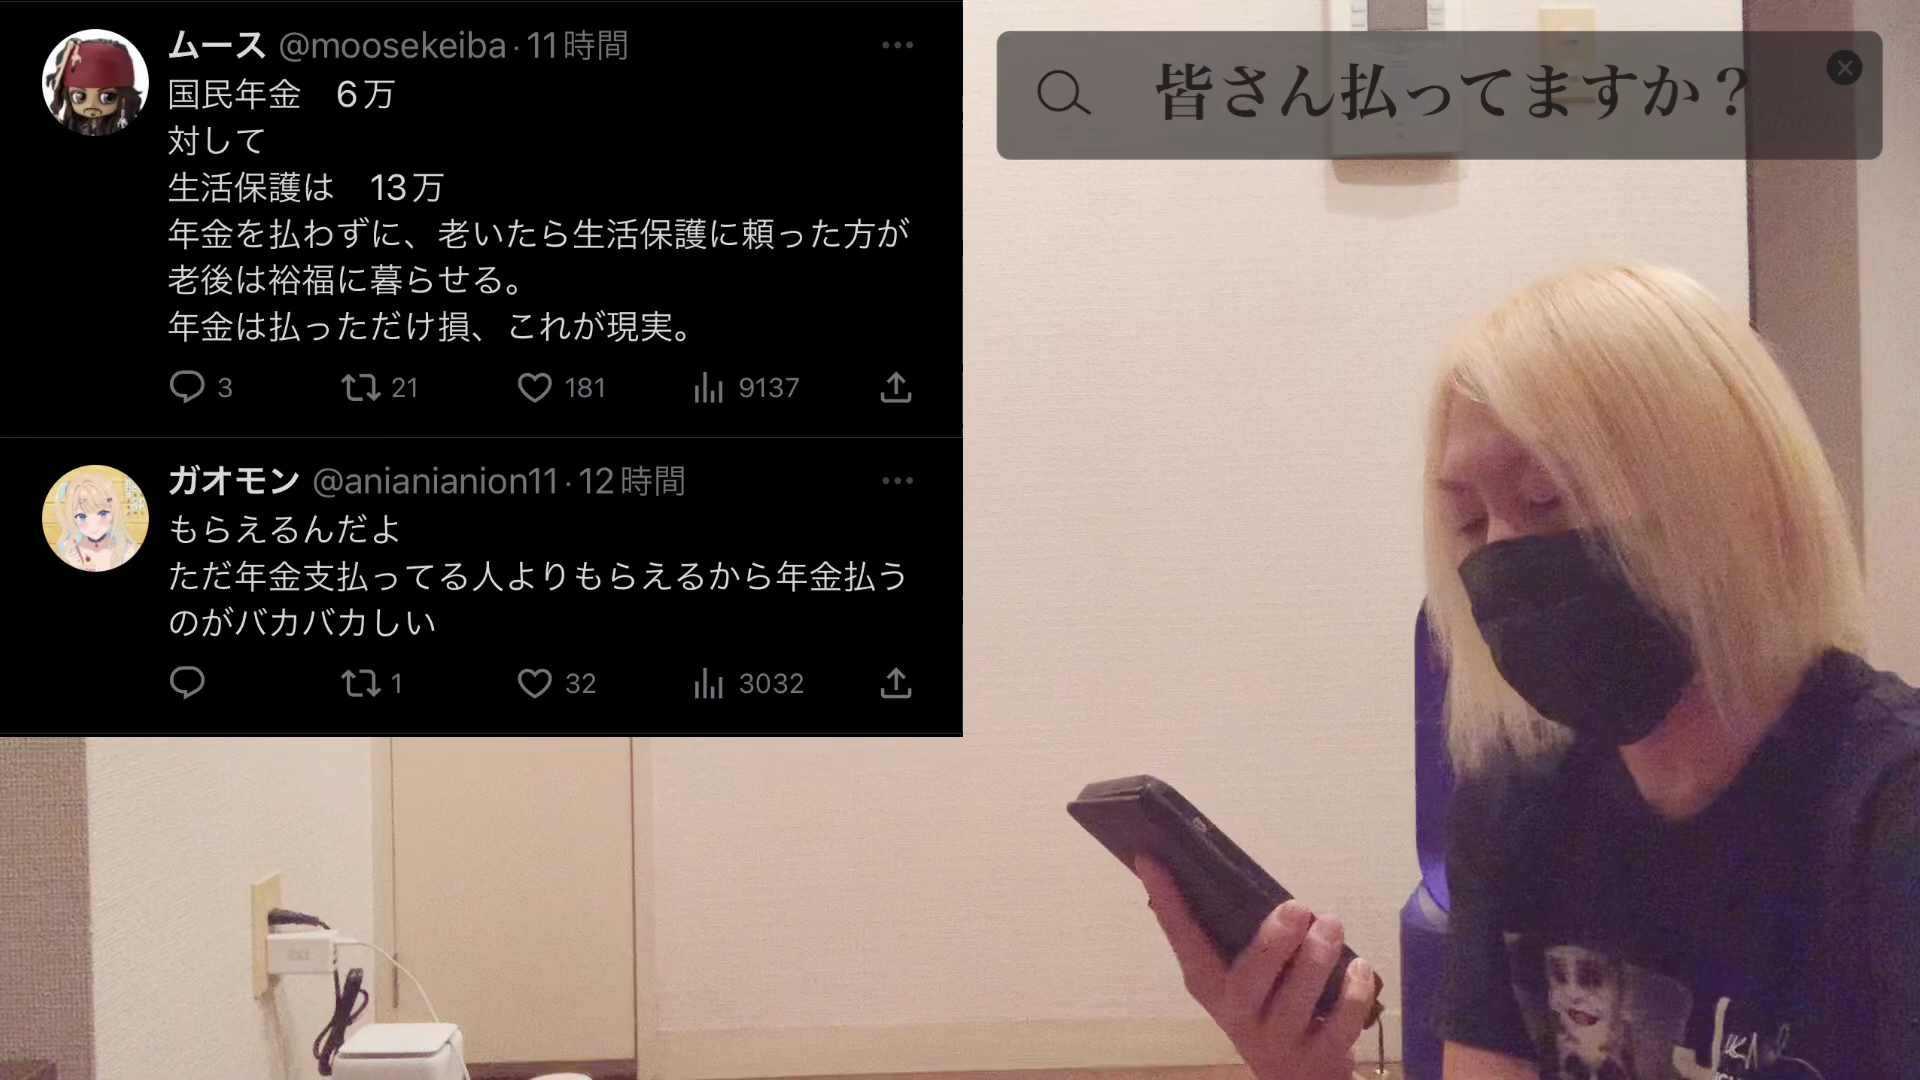 ムース @moosekeiba · 11時間
国民年金　6万
対して
生活保護は　13万
年金を払わずに、老いたら生活保護に頼った方が
老後は裕福に暮らせる。
年金は払っただけ損、これが現実。
3 21 181 9137
ガオモン @anianianion11 · 12時間
もらえるんだよ
ただ年金支払ってる人よりもらえるから年金払う
のがバカバカしい
1 32 3032
皆さん払ってますか？